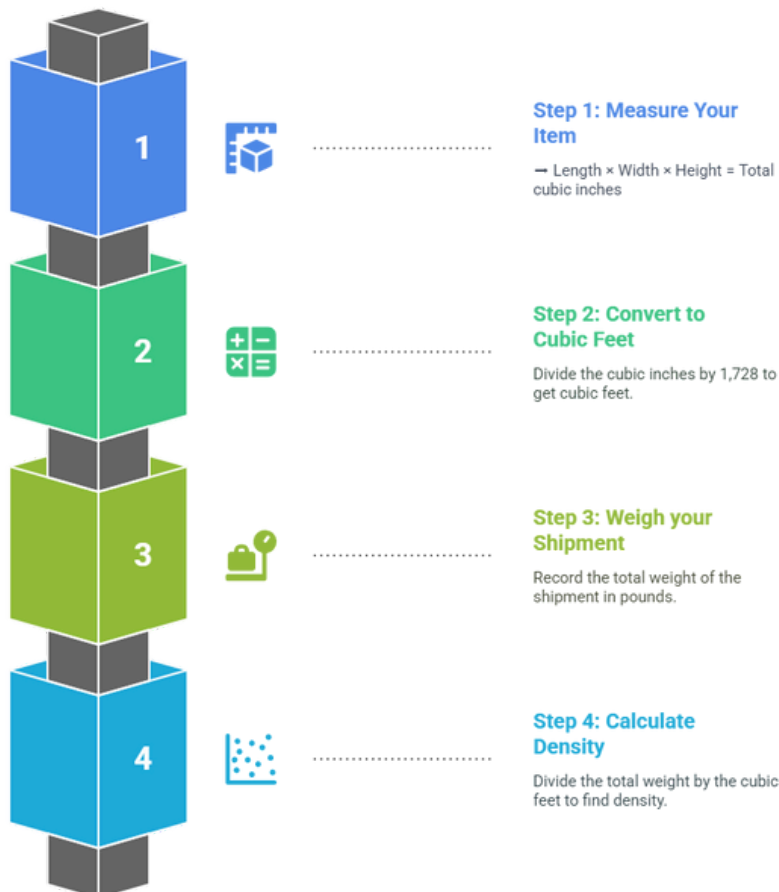 1
Step 1: Measure Your
Item
→ Length × Width × Height = Total
cubic inches
2
Step 2: Convert to
Cubic Feet
Divide the cubic inches by 1,728 to
get cubic feet.
3
Step 3: Weigh your
Shipment
Record the total weight of the
shipment in pounds.
4
Step 4: Calculate
Density
Divide the total weight by the cubic
feet to find density.